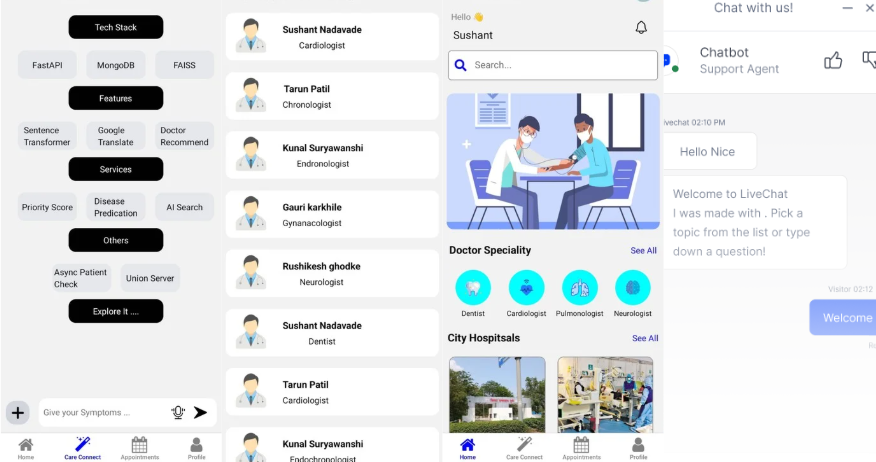 Tech Stack
FastAPI
MongoDB
FAISS
Features
Sentence
Transformer
Google
Translate
Doctor
Recommend
Services
Priority Score
Disease
Predication
AI Search
Others
Async Patient
Check
Union Server
Explore It ....
Give your Symptoms ...
Home
Care Connect
Appointments
Profile
Sushant Nadavade
Cardiologist
Tarun Patil
Chronologist
Kunal Suryawanshi
Endronologist
Gauri karkhile
Gynanacologist
Rushikesh ghodke
Neurologist
Sushant Nadavade
Dentist
Tarun Patil
Cardiologist
Kunal Suryawanshi
Endochronologist
Hello 👋
Sushant
Search...
Doctor Speciality
See All
Dentist
Cardiologist
Pulmonologist
Neurologist
City Hospitsals
See All
Home
Care Connect
Appointments
Profile
Chat with us!
Chatbot
Support Agent
livechat 02:10 PM
Hello Nice
Welcome to LiveChat
I was made with . Pick a
topic from the list or type
down a question!
Visitor 02:12
Welcome